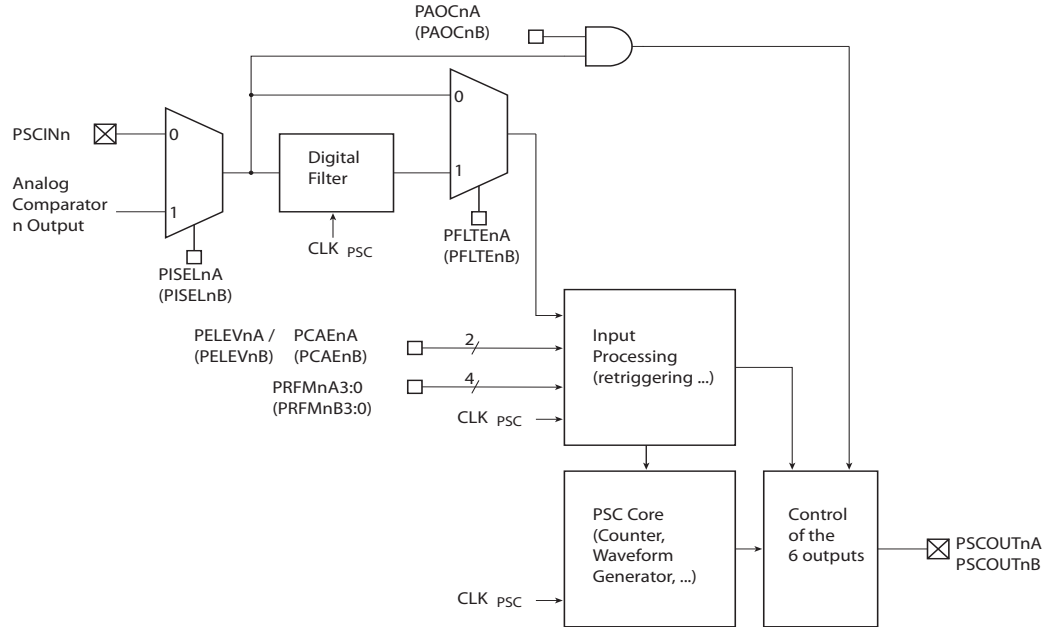 PAOCnA
(PAOCnB)
PSCINn
0
1
Analog
Comparator
n Output
PISELnA
(PISELnB)
Digital
Filter
CLK PSC
0
1
PFLTEnA
(PFLTEnB)
PELEVnA / PCAEnA
(PELEVnB) (PCAEnB)
2
PRFMnA3:0
(PRFMnB3:0)
4
CLK PSC
Input
Processing
(retriggering ...)
PSC Core
(Counter,
Waveform
Generator, ...)
CLK PSC
Control
of the
6 outputs
PSCOUTnA
PSCOUTnB